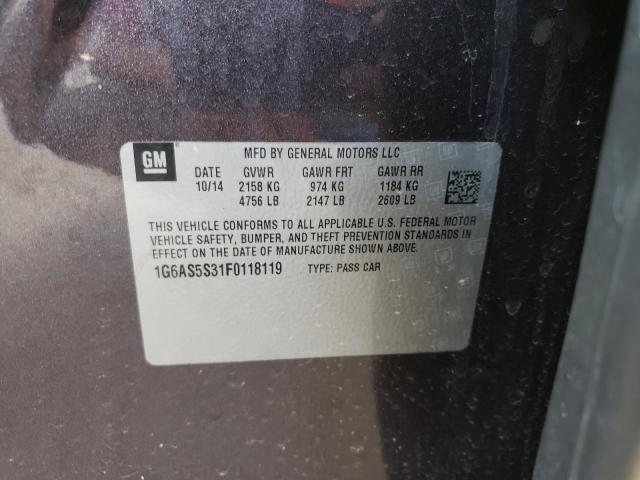 GM
MFD BY GENERAL MOTORS LLC
DATE GVWR GAWR FRT GAWR RR
10/14 2158 KG 974 KG 1184 KG
4756 LB 2147 LB 2609 LB
THIS VEHICLE CONFORMS TO ALL APPLICABLE U.S. FEDERAL MOTOR
VEHICLE SAFETY, BUMPER, AND THEFT PREVENTION STANDARDS IN
EFFECT ON THE DATE OF MANUFACTURE SHOWN ABOVE.
1G6AS5S31F0118119 TYPE: PASS CAR